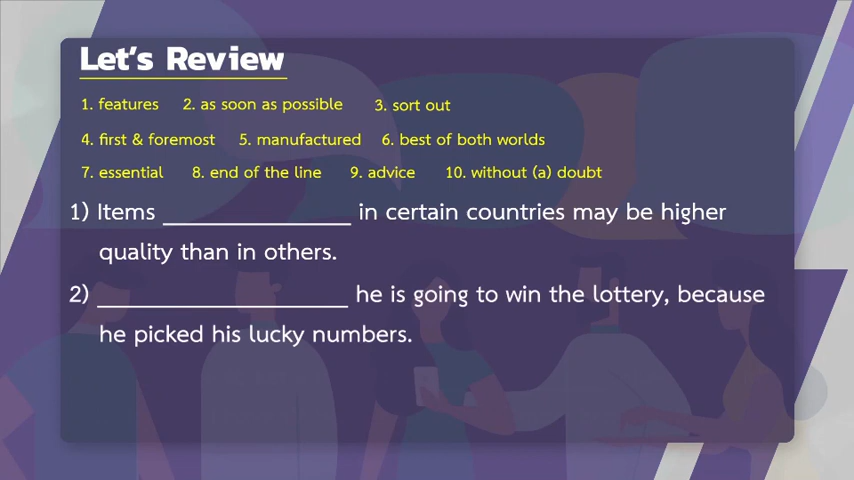 Let's Review
1. features 2. as soon as possible 3. sort out
4. first & foremost 5. manufactured 6. best of both worlds
7. essential 8. end of the line 9. advice 10. without (a) doubt
1) Items _______________ in certain countries may be higher
quality than in others.
2) ____________________ he is going to win the lottery, because
he picked his lucky numbers.